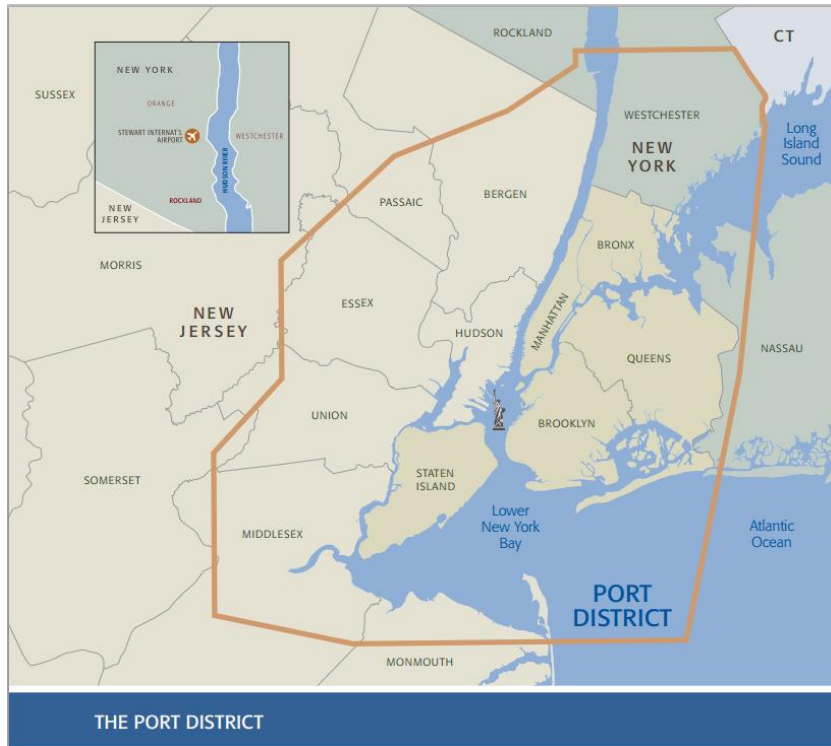 ROCKLAND
CT
NEW YORK
SUSSEX
ORANGE
STEWART INTERNAT'L
AIRPORT
WESTCHESTER
HUDSON RIVER
ROCKLAND
NEW
JERSEY
WESTCHESTER
NEW
YORK
Long
Island
Sound
PASSAIC
BERGEN
BRONX
MORRIS
NEW
JERSEY
ESSEX
HUDSON
MANHATTAN
QUEENS
NASSAU
UNION
BROOKLYN
SOMERSET
STATEN
ISLAND
MIDDLESEX
Lower
New York
Bay
Atlantic
Ocean
PORT
DISTRICT
MONMOUTH
THE PORT DISTRICT